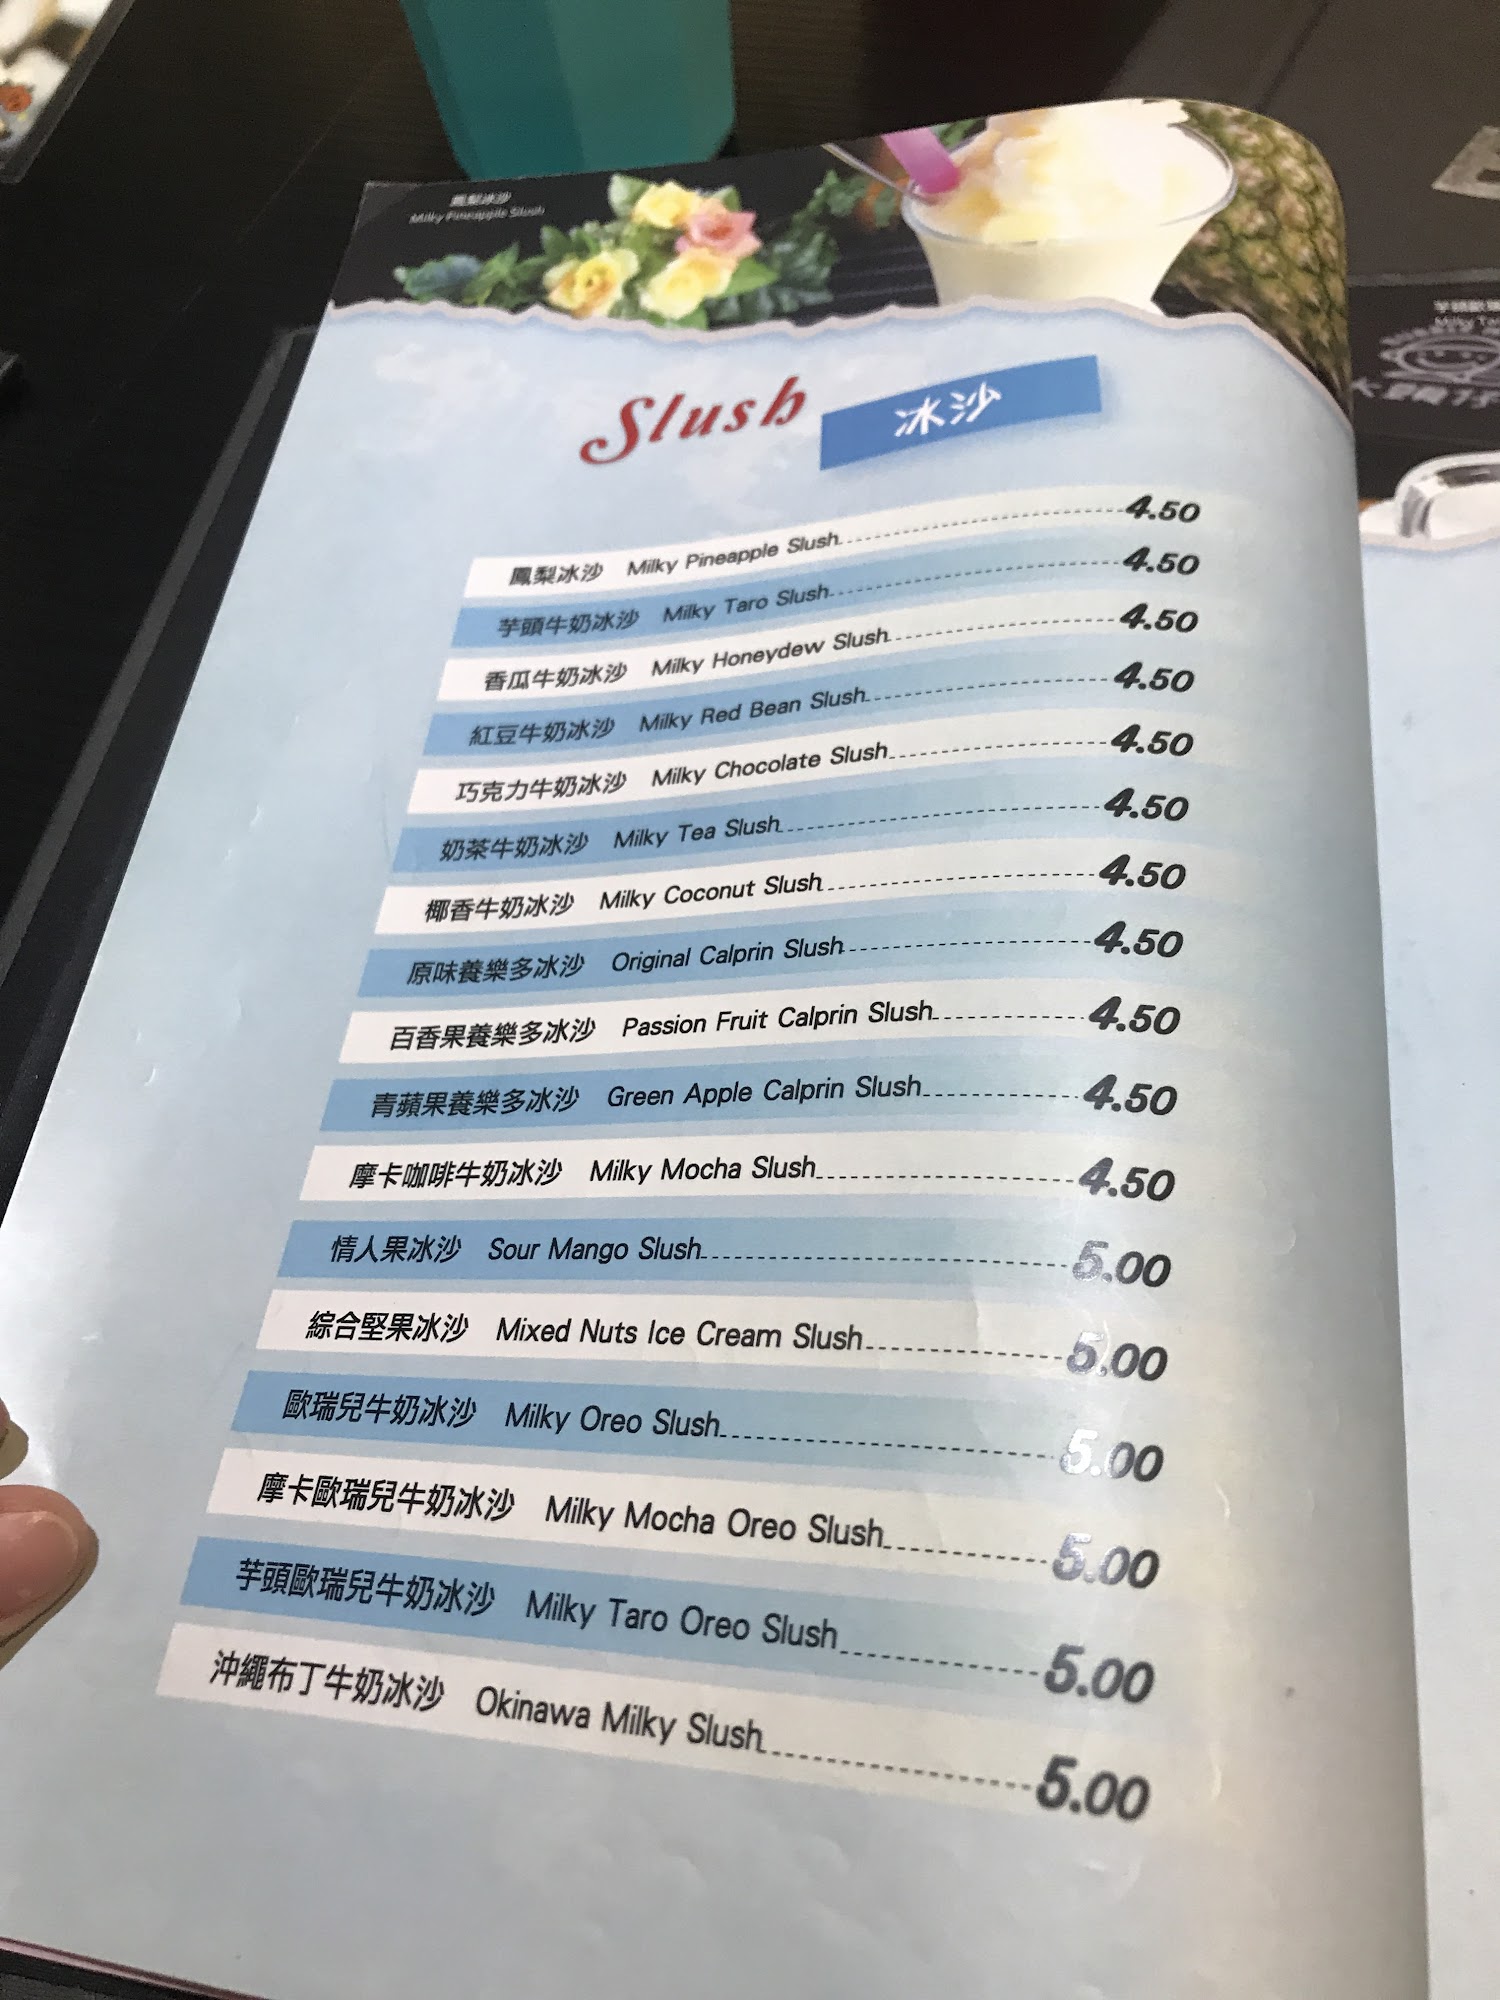 鳳梨冰沙
Milky Pineapple Slush
Slush 冰沙
鳳梨冰沙 Milky Pineapple Slush 4.50
芋頭牛奶冰沙 Milky Taro Slush 4.50
香瓜牛奶冰沙 Milky Honeydew Slush 4.50
紅豆牛奶冰沙 Milky Red Bean Slush 4.50
巧克力牛奶冰沙 Milky Chocolate Slush 4.50
奶茶牛奶冰沙 Milky Tea Slush 4.50
椰香牛奶冰沙 Milky Coconut Slush 4.50
原味養樂多冰沙 Original Calprin Slush 4.50
百香果養樂多冰沙 Passion Fruit Calprin Slush 4.50
青蘋果養樂多冰沙 Green Apple Calprin Slush 4.50
摩卡咖啡牛奶冰沙 Milky Mocha Slush 4.50
情人果冰沙 Sour Mango Slush 5.00
綜合堅果冰沙 Mixed Nuts Ice Cream Slush 5.00
歐瑞兒牛奶冰沙 Milky Oreo Slush 5.00
摩卡歐瑞兒牛奶冰沙 Milky Mocha Oreo Slush 5.00
芋頭歐瑞兒牛奶冰沙 Milky Taro Oreo Slush 5.00
沖繩布丁牛奶冰沙 Okinawa Milky Slush 5.00